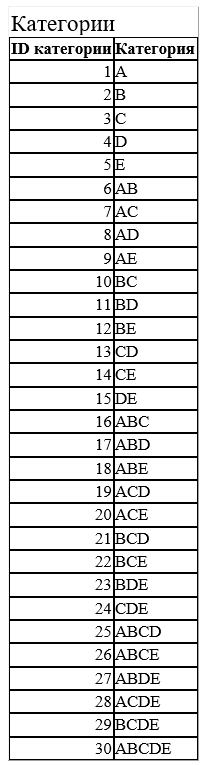 Категории
ID категории Категория
1 A
2 B
3 C
4 D
5 E
6 AB
7 AC
8 AD
9 AE
10 BC
11 BD
12 BE
13 CD
14 CE
15 DE
16 ABC
17 ABD
18 ABE
19 ACD
20 ACE
21 BCD
22 BCE
23 BDE
24 CDE
25 ABCD
26 ABCE
27 ABDE
28 ACDE
29 BCDE
30 ABCDE